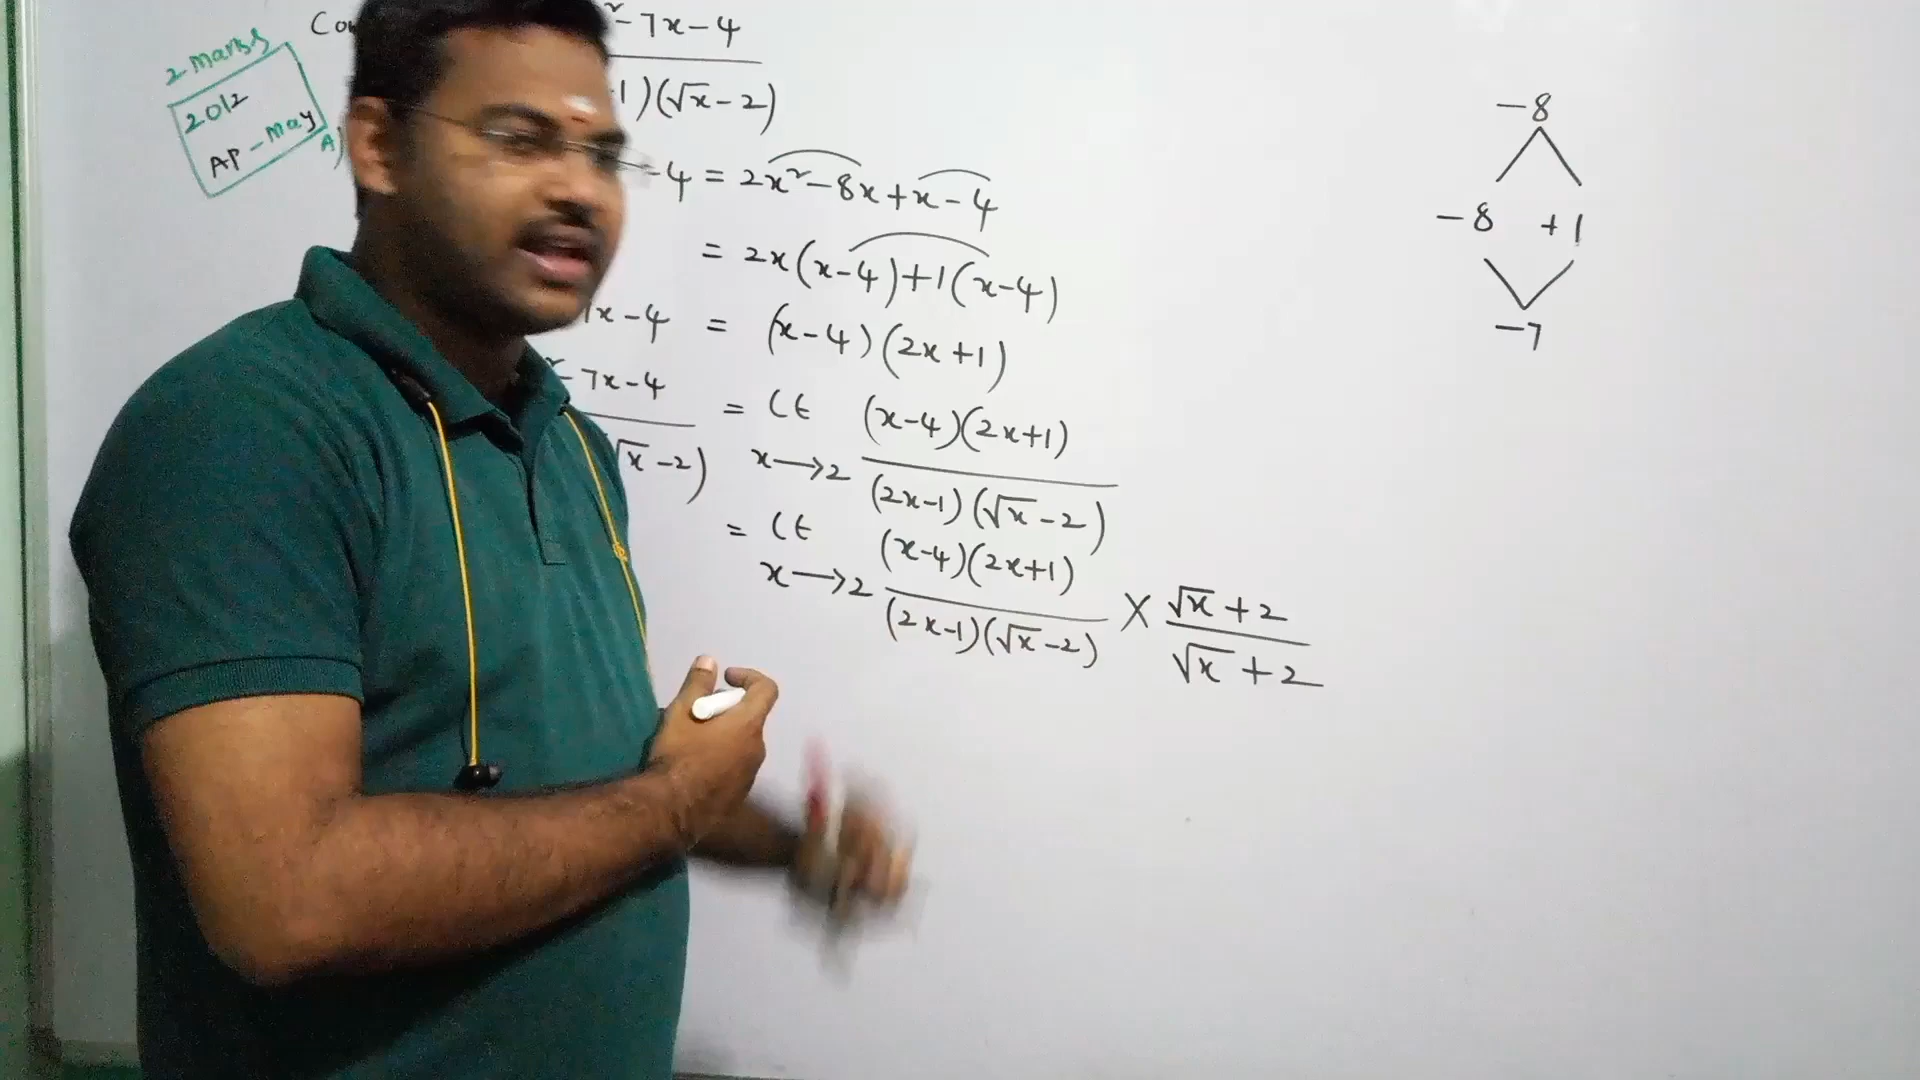 2 marks
2012
AP - May
A)
² - 7x - 4
1)(√x - 2)
- 4 = 2x² - 8x + x - 4
= 2x(x-4)+1(x-4)
x - 4 = (x-4)(2x+1)
² - 7x - 4
√x - 2)
= Lt (x-4)(2x+1)
x→2 (2x-1)(√x-2)
= Lt (x-4)(2x+1)
x→2 (2x-1)(√x-2) × √x+2
√x+2
-8
-8 +1
-7